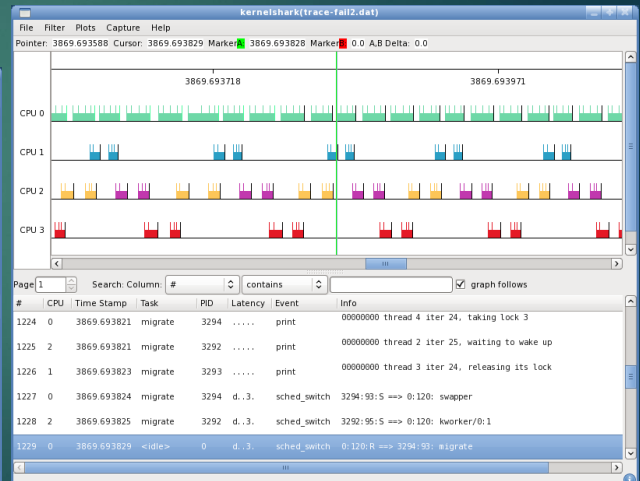 kernelshark(trace-fail2.dat)
File Filter Plots Capture Help
Pointer: 3869.693588 Cursor: 3869.693829 MarkerA: 3869.693828 MarkerB: 0.0 A,B Delta: 0.0
3869.693718 3869.693971
CPU 0
CPU 1
CPU 2
CPU 3
Page 1 Search: Column: # contains graph follows
# CPU Time Stamp Task PID Latency Event Info
1224 0 3869.693821 migrate 3294 ..... print 00000000 thread 4 iter 24, taking lock 3
1225 2 3869.693821 migrate 3292 ..... print 00000000 thread 2 iter 25, waiting to wake up
1226 1 3869.693823 migrate 3293 ..... print 00000000 thread 3 iter 24, releasing its lock
1227 0 3869.693824 migrate 3294 d..3. sched_switch 3294:93:S ==> 0:120: swapper
1228 2 3869.693825 migrate 3292 d..3. sched_switch 3292:95:S ==> 0:120: kworker/0:1
1229 0 3869.693829 <idle> 0 d..3. sched_switch 0:120:R ==> 3294:93: migrate